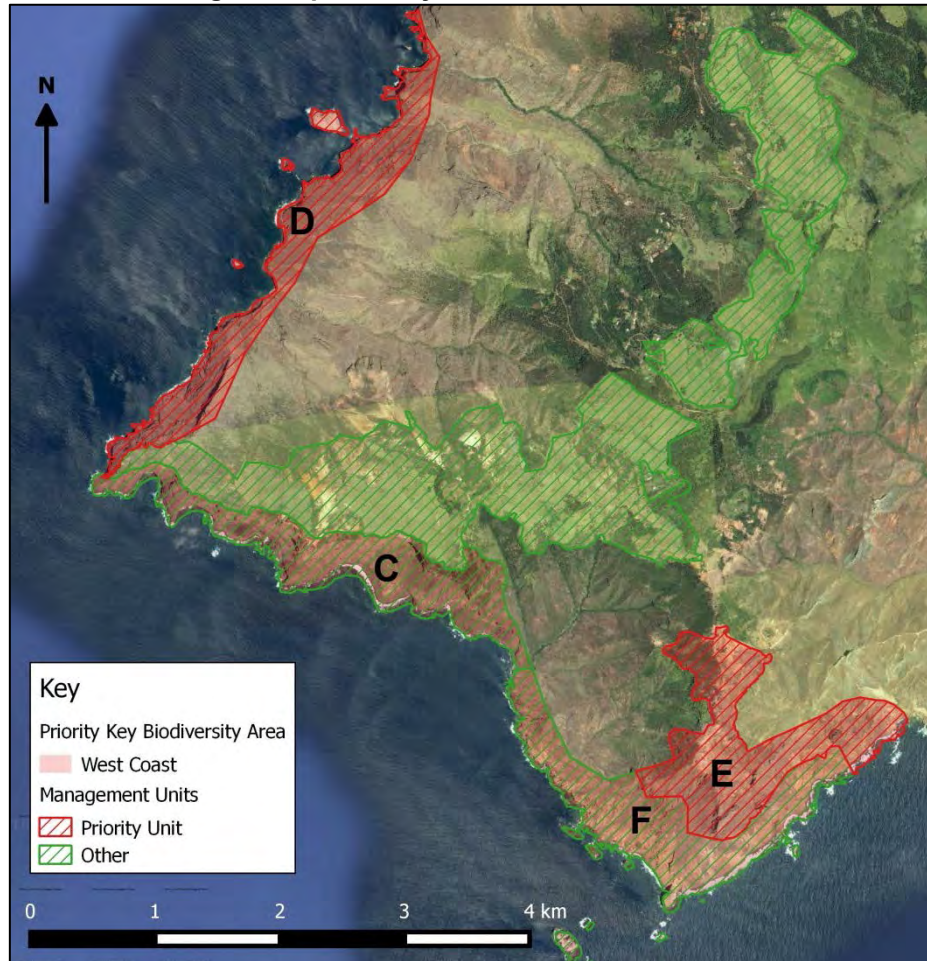 N
D
C
E
F
Key
Priority Key Biodiversity Area
West Coast
Management Units
Priority Unit
Other
0 1 2 3 4 km